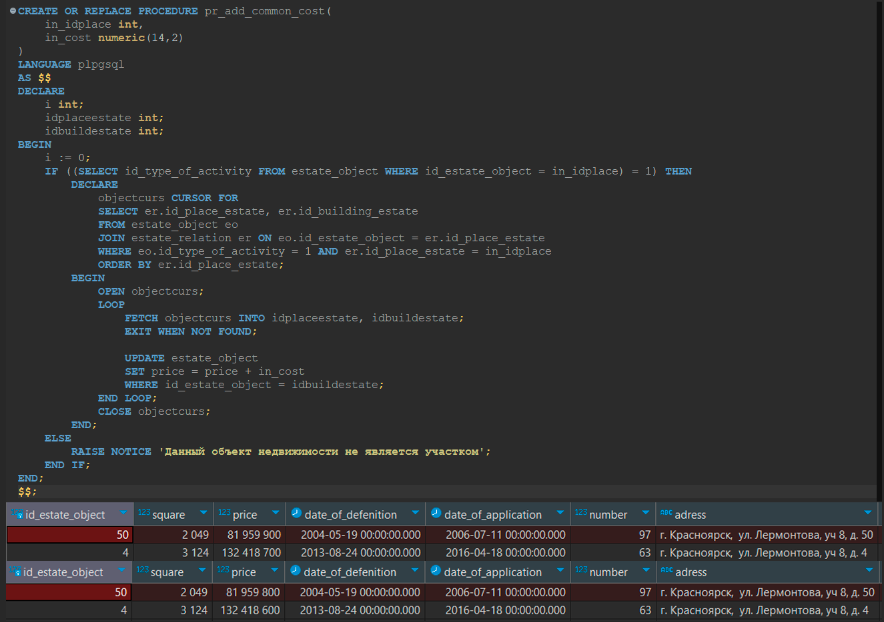 CREATE OR REPLACE PROCEDURE pr_add_common_cost(
in_idplace int,
in_cost numeric(14,2)
)
LANGUAGE plpgsql
AS $$
DECLARE
i int;
idplaceestate int;
idbuildestate int;
BEGIN
i := 0;
IF ((SELECT id_type_of_activity FROM estate_object WHERE id_estate_object = in_idplace) = 1) THEN
DECLARE
objectcurs CURSOR FOR
SELECT er.id_place_estate, er.id_building_estate
FROM estate_object eo
JOIN estate_relation er ON eo.id_estate_object = er.id_place_estate
WHERE eo.id_type_of_activity = 1 AND er.id_place_estate = in_idplace
ORDER BY er.id_place_estate;
BEGIN
OPEN objectcurs;
LOOP
FETCH objectcurs INTO idplaceestate, idbuildestate;
EXIT WHEN NOT FOUND;
UPDATE estate_object
SET price = price + in_cost
WHERE id_estate_object = idbuildestate;
END LOOP;
CLOSE objectcurs;
END;
ELSE
RAISE NOTICE 'Данный объект недвижимости не является участком';
END IF;
END;
$$;
id_estate_object 123 square 123 price date_of_defenition date_of_application 123 number abc adress
50 2 049 81 959 900 2004-05-19 00:00:00.000 2006-07-11 00:00:00.000 97 г. Красноярск, ул. Лермонтова, уч 8, д. 50
4 3 124 132 418 700 2013-08-24 00:00:00.000 2016-04-18 00:00:00.000 63 г. Красноярск, ул. Лермонтова, уч 8, д. 4
id_estate_object 123 square 123 price date_of_defenition date_of_application 123 number abc adress
50 2 049 81 959 800 2004-05-19 00:00:00.000 2006-07-11 00:00:00.000 97 г. Красноярск, ул. Лермонтова, уч 8, д. 50
4 3 124 132 418 600 2013-08-24 00:00:00.000 2016-04-18 00:00:00.000 63 г. Красноярск, ул. Лермонтова, уч 8, д. 4